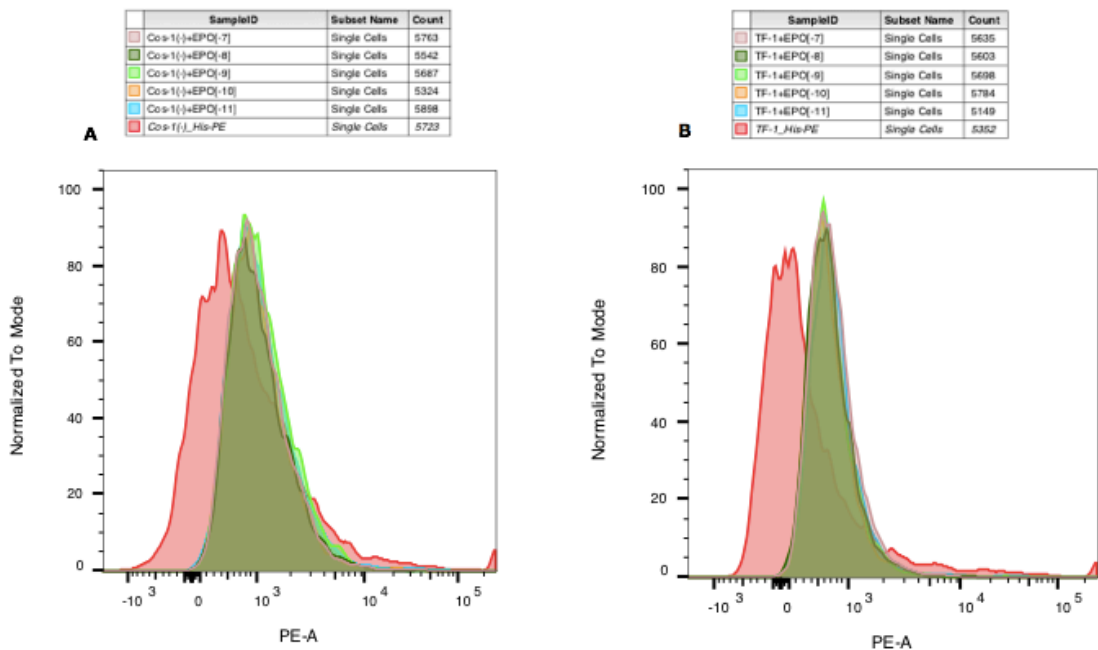 SampleID Subset Name Count
Cos-1(-)+EPO[-7] Single Cells 5763
Cos-1(-)+EPO[-8] Single Cells 5542
Cos-1(-)+EPO[-9] Single Cells 5687
Cos-1(-)+EPO[-10] Single Cells 5324
Cos-1(-)+EPO[-11] Single Cells 5898
Cos-1(-)_His-PE Single Cells 5723
A
100
80
60
40
20
0
Normalized To Mode
-10 3 0 10 3 10 4 10 5
PE-A
SampleID Subset Name Count
TF-1+EPO[-7] Single Cells 5635
TF-1+EPO[-8] Single Cells 5603
TF-1+EPO[-9] Single Cells 5698
TF-1+EPO[-10] Single Cells 5784
TF-1+EPO[-11] Single Cells 5149
TF-1_His-PE Single Cells 5352
B
100
80
60
40
20
0
Normalized To Mode
-10 3 0 10 3 10 4 10 5
PE-A